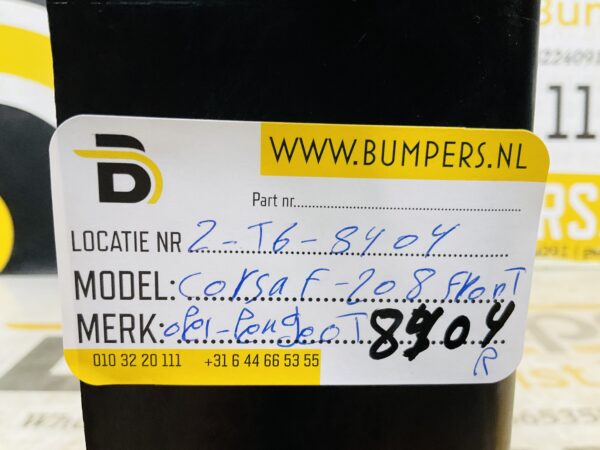 WWW.BUMPERS.NL
Part nr.
LOCATIE NR 2-T6-8404
MODEL: Corsa F-208 Front
MERK: opel-Peugeot 8404
R
010 32 20 111 +31 6 44 66 53 55
11